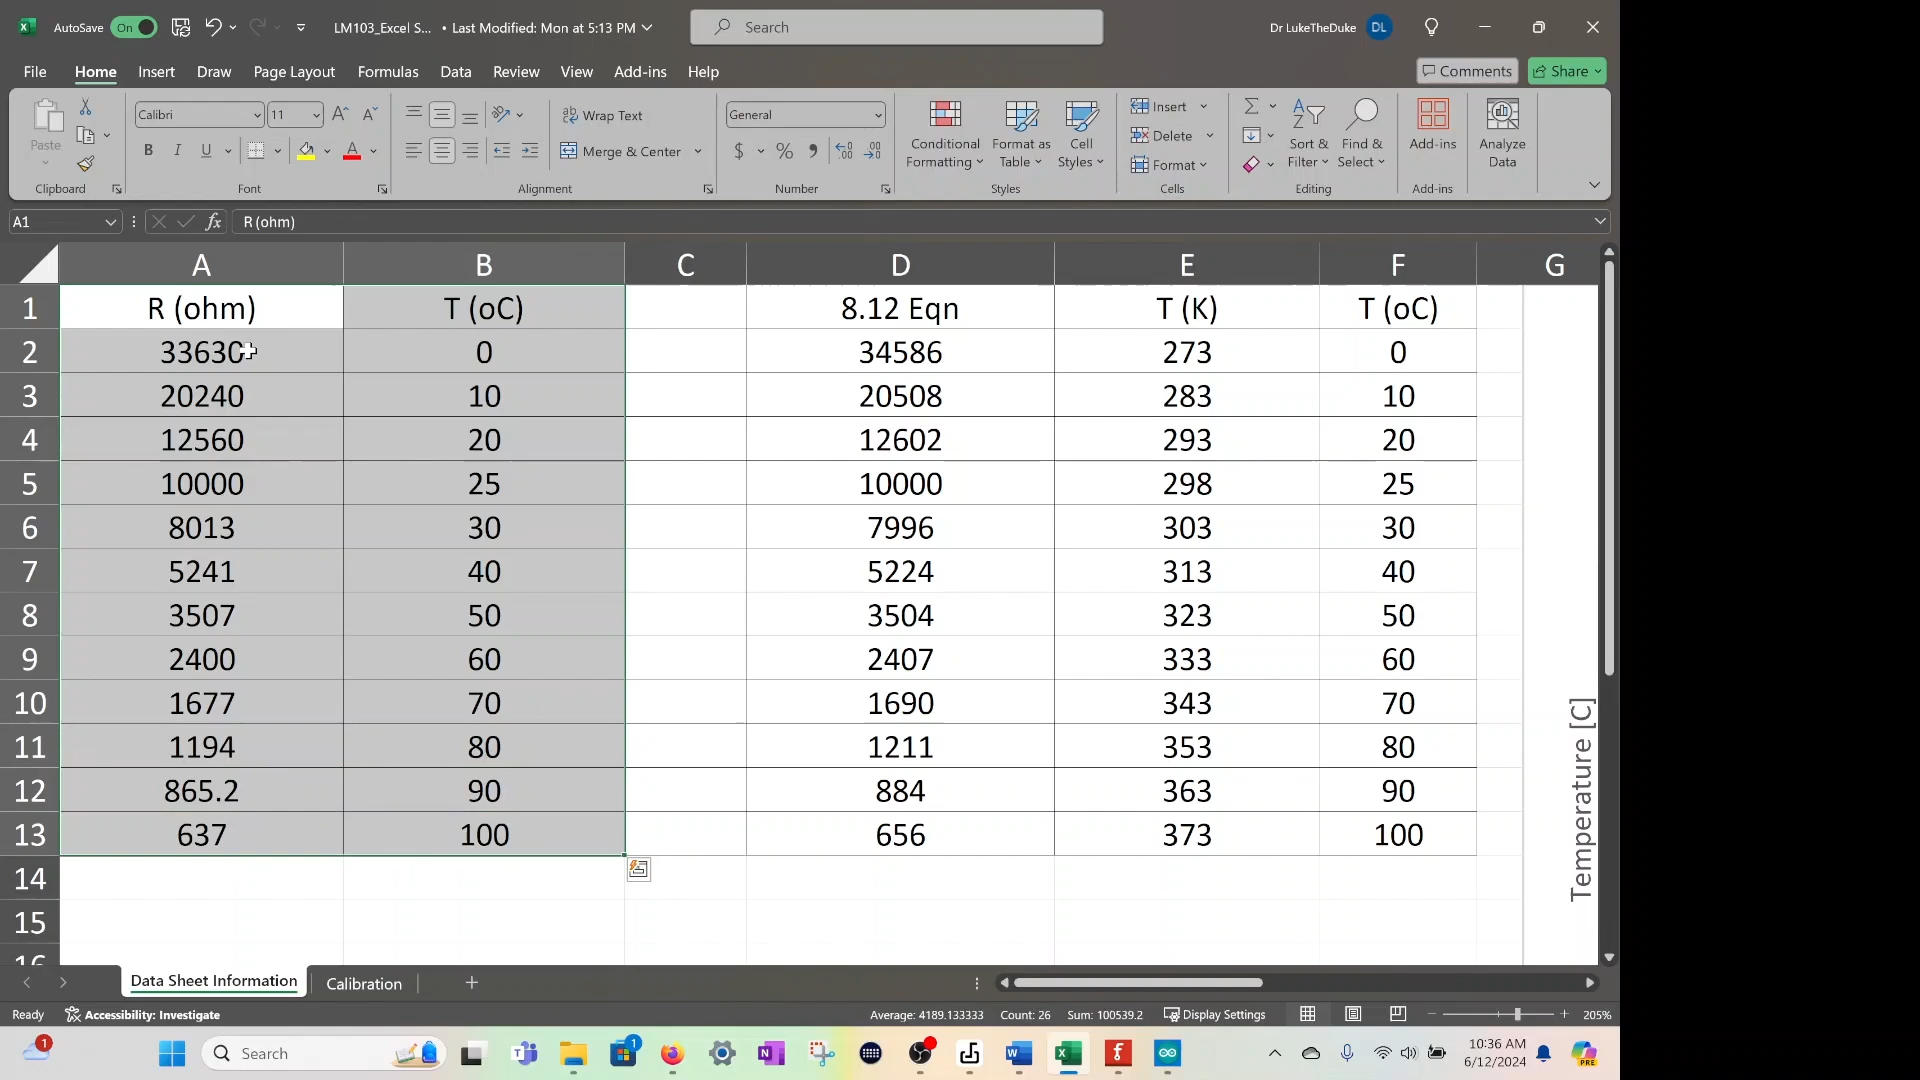 AutoSave On LM103_Excel S... • Last Modified: Mon at 5:13 PM Search Dr LukeTheDuke DL
File Home Insert Draw Page Layout Formulas Data Review View Add-ins Help Comments Share
Paste Calibri 11 Wrap Text General Conditional Formatting Format as Table Cell Styles Insert Sort & Filter Find & Select Add-ins Analyze Data
B I U A Merge & Center $ % Delete
Format
Clipboard Font Alignment Number Styles Cells Editing Add-ins
A1 fx R (ohm)
A B C D E F G
1 R (ohm) T (oC) 8.12 Eqn T (K) T (oC)
2 33630 0 34586 273 0
3 20240 10 20508 283 10
4 12560 20 12602 293 20
5 10000 25 10000 298 25
6 8013 30 7996 303 30
7 5241 40 5224 313 40
8 3507 50 3504 323 50
9 2400 60 2407 333 60
10 1677 70 1690 343 70
11 1194 80 1211 353 80
12 865.2 90 884 363 90
13 637 100 656 373 100
14
15
16
Temperature [C]
Data Sheet Information Calibration +
Ready Accessibility: Investigate Average: 4189.133333 Count: 26 Sum: 100539.2 Display Settings 205%
1 Search 1 10:36 AM
6/12/2024
PRE